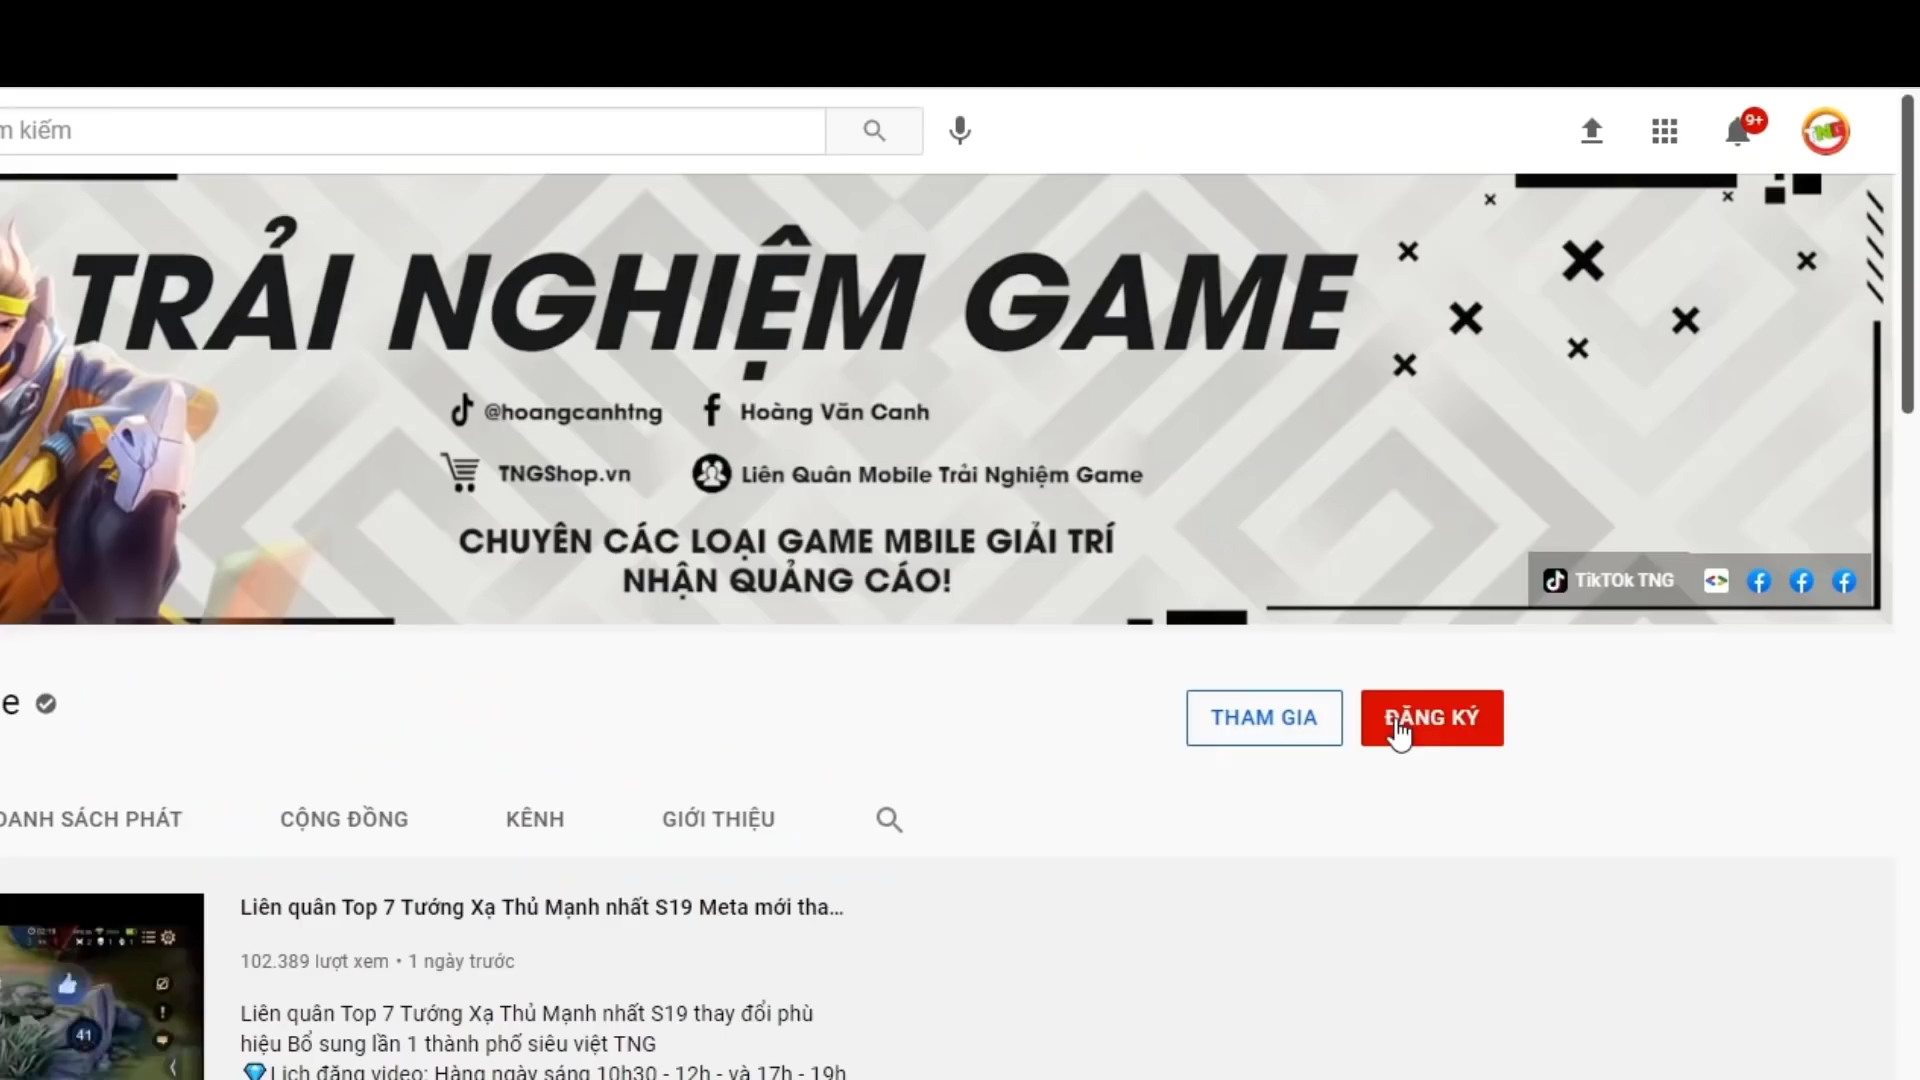 m kiếm
9+
TNG
TRẢI NGHIỆM GAME
@hoangcanhtng
Hoàng Văn Canh
TNGShop.vn
Liên Quân Mobile Trải Nghiệm Game
CHUYÊN CÁC LOẠI GAME MBILE GIẢI TRÍ
NHẬN QUẢNG CÁO!
TikTOk TNG
e
THAM GIA
ĐĂNG KÝ
DANH SÁCH PHÁT
CỘNG ĐỒNG
KÊNH
GIỚI THIỆU
Liên quân Top 7 Tướng Xạ Thủ Mạnh nhất S19 Meta mới tha...
102.389 lượt xem • 1 ngày trước
Liên quân Top 7 Tướng Xạ Thủ Mạnh nhất S19 thay đổi phù
hiệu Bổ sung lần 1 thành phố siêu việt TNG
Lịch đăng video: Hàng ngày sáng 10h30 - 12h - và 17h - 19h
41